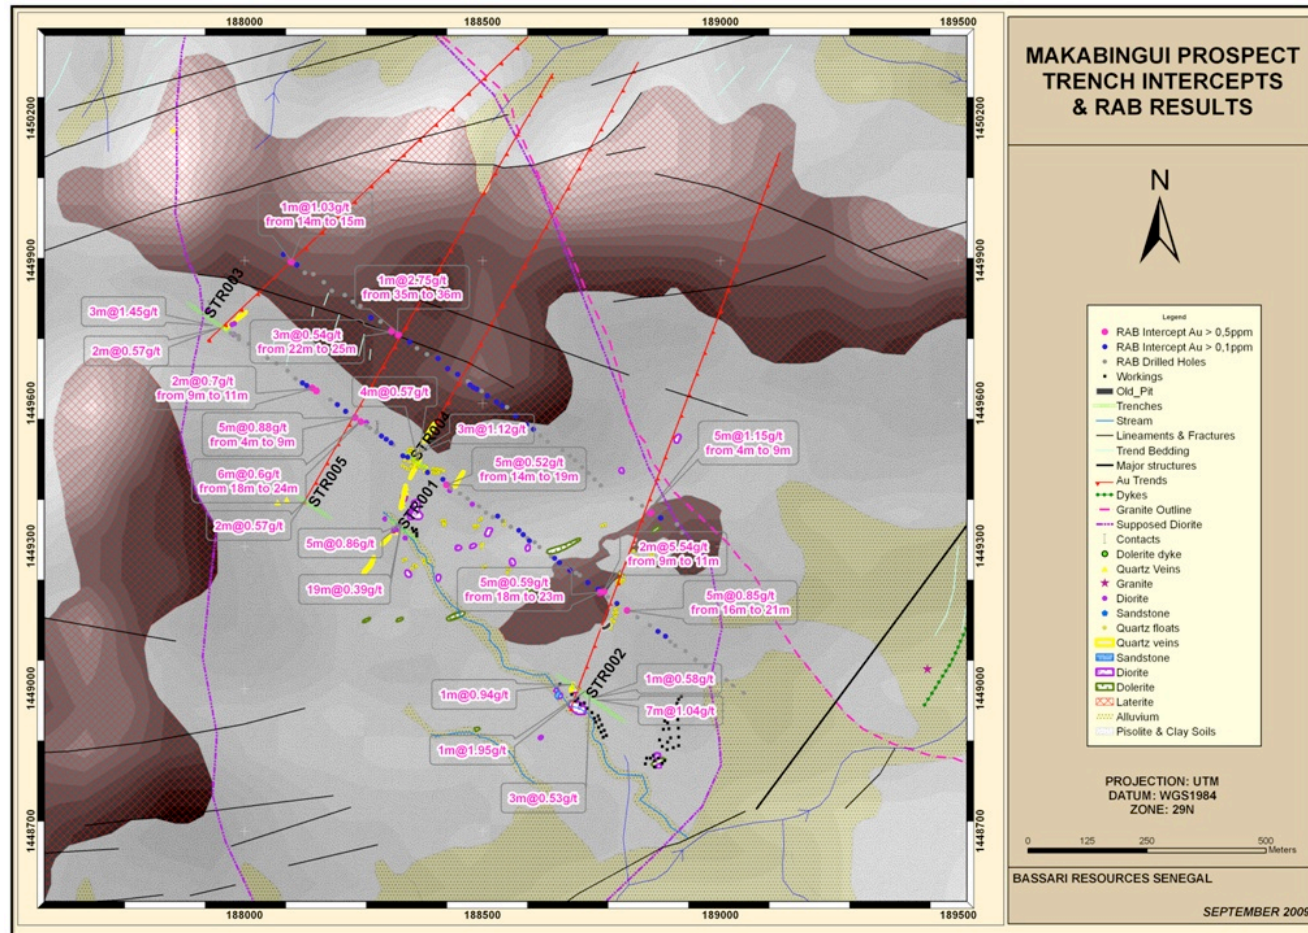 188000
188500
189000
189500
1450200
1449900
1449600
1449300
1449000
1448700
1450200
1449900
1449600
1449300
1449000
1448700
1m@1.03g/t
from 14m to 15m
STR003
3m@1.45g/t
2m@0.57g/t
1m@2.75g/t
from 35m to 36m
3m@0.54g/t
from 22m to 25m
2m@0.7g/t
from 9m to 11m
4m@0.57g/t
5m@0.88g/t
from 4m to 9m
STR004
3m@1.12g/t
5m@1.15g/t
from 4m to 9m
6m@0.6g/t
from 18m to 24m
STR005
5m@0.52g/t
from 14m to 19m
2m@0.57g/t
STR001
5m@0.86g/t
19m@0.39g/t
2m@5.54g/t
from 9m to 11m
5m@0.59g/t
from 18m to 23m
5m@0.85g/t
from 16m to 21m
STR002
1m@0.94g/t
1m@0.58g/t
7m@1.04g/t
1m@1.95g/t
3m@0.53g/t
188000
188500
189000
189500
MAKABINGUI PROSPECT
TRENCH INTERCEPTS
& RAB RESULTS
N
Legend
RAB Intercept Au > 0,5ppm
RAB Intercept Au > 0,1ppm
RAB Drilled Holes
Workings
Old_Pit
Trenches
Stream
Lineaments & Fractures
Trend Bedding
Major structures
Au Trends
Dykes
Granite Outline
Supposed Diorite
Contacts
Dolerite dyke
Quartz Veins
Granite
Diorite
Sandstone
Quartz floats
Quartz veins
Sandstone
Diorite
Dolerite
Laterite
Alluvium
Pisolite & Clay Soils
PROJECTION: UTM
DATUM: WGS1984
ZONE: 29N
0 125 250 500
Meters
BASSARI RESOURCES SENEGAL
SEPTEMBER 2009